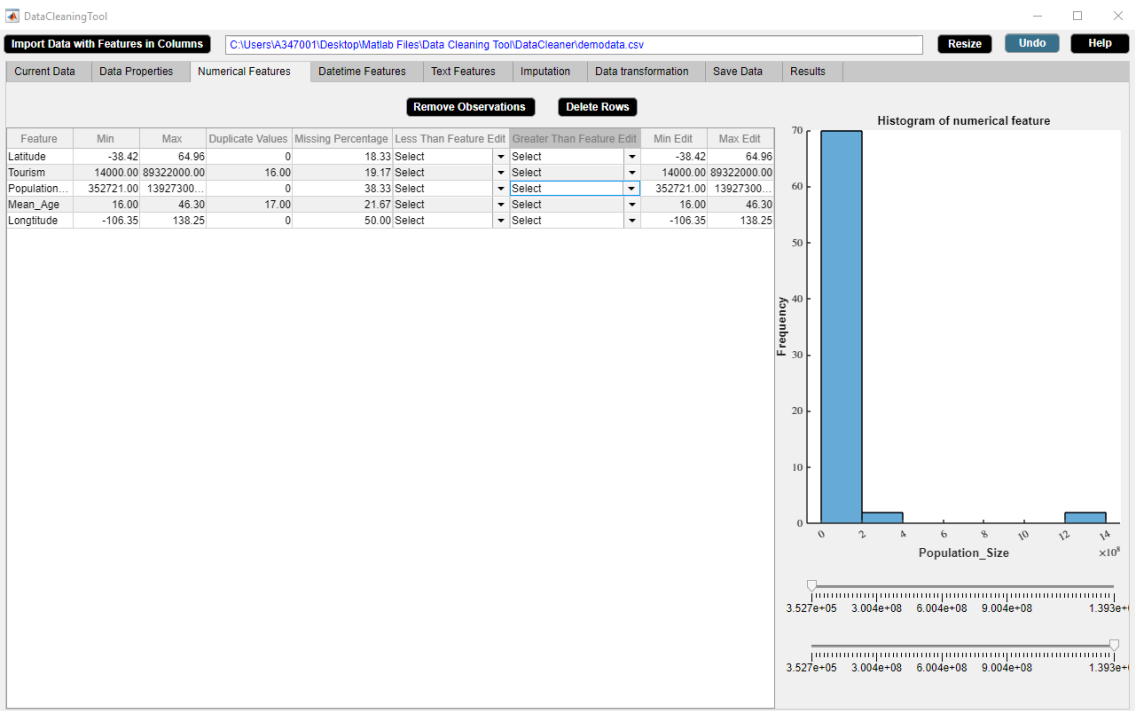 DataCleaningTool
Import Data with Features in Columns C:\Users\A347001\Desktop\Matlab Files\Data Cleaning Tool\DataCleaner\demodata.csv Resize Undo Help
Current Data Data Properties Numerical Features Datetime Features Text Features Imputation Data transformation Save Data Results
Remove Observations Delete Rows
Feature Min Max Duplicate Values Missing Percentage Less Than Feature Edit Greater Than Feature Edit Min Edit Max Edit
Latitude -38.42 64.96 0 18.33 Select Select -38.42 64.96
Tourism 14000.00 89322000.00 16.00 19.17 Select Select 14000.00 89322000.00
Population... 352721.00 13927300... 0 38.33 Select Select 352721.00 13927300...
Mean_Age 16.00 46.30 17.00 21.67 Select Select 16.00 46.30
Longtitude -106.35 138.25 0 50.00 Select Select -106.35 138.25
Histogram of numerical feature
70
60
50
40
30
20
10
0
Frequency
0 2 4 6 8 10 12 14
Population_Size ×10⁸
3.527e+05 3.004e+08 6.004e+08 9.004e+08 1.393e+
3.527e+05 3.004e+08 6.004e+08 9.004e+08 1.393e+